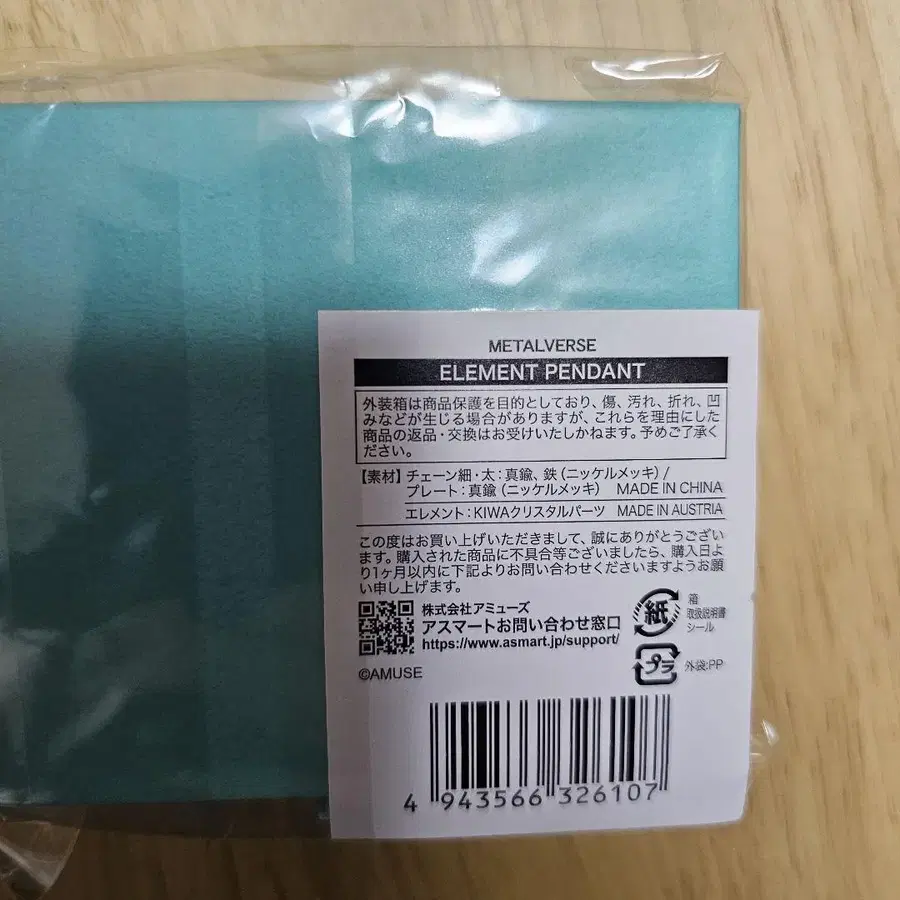 METALVERSE
ELEMENT PENDANT
外装箱は商品保護を目的としており、傷、汚れ、折れ、凹
みなどが生じる場合がありますが、これらを理由にした
商品の返品・交換はお受けいたしかねます。予めご了承く
ださい。
【素材】チェーン細・太：真鍮、鉄（ニッケルメッキ）/
プレート：真鍮（ニッケルメッキ） MADE IN CHINA
エレメント：KIWAクリスタルパーツ MADE IN AUSTRIA
この度はお買い上げいただきまして、誠にありがとうござい
ます。購入された商品に不具合等ございましたら、購入日よ
り1ヶ月以内に下記よりお問い合わせくださいますようお願
い申し上げます。
株式会社アミューズ
アスマートお問い合わせ窓口
https://www.asmart.jp/support/
©AMUSE
紙
箱
取扱説明書
シール
プラ
外袋:PP
4 943566 326107